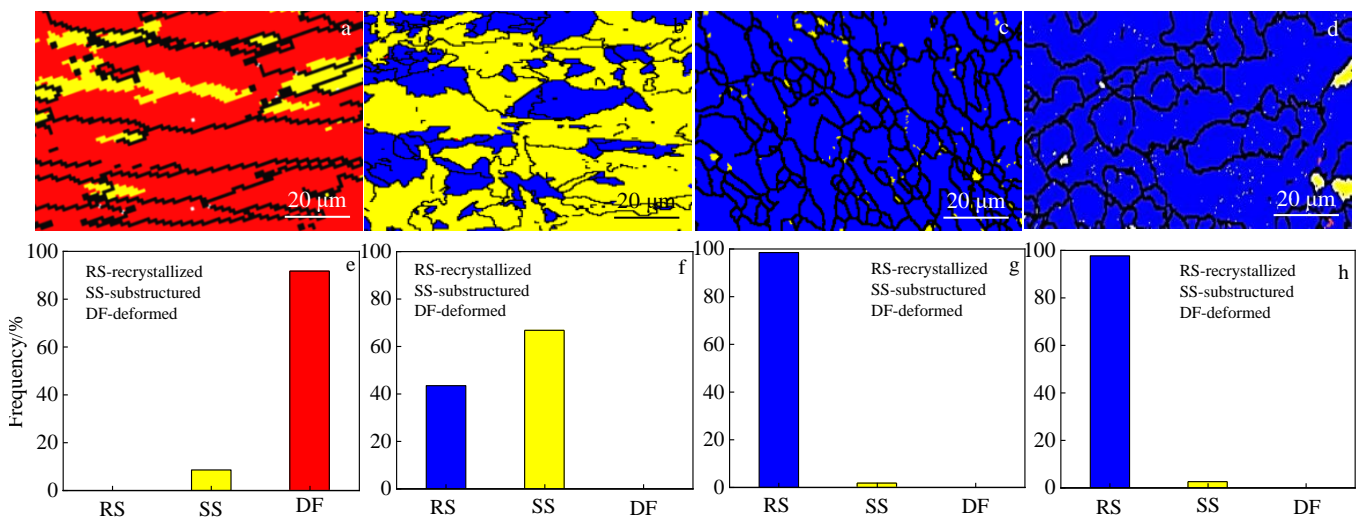 a
b
c
d
20 μm
20 μm
20 μm
20 μm
Frequency/%
100
80
60
40
20
0
e
RS-recrystallized
SS-substructured
DF-deformed
RS SS DF
100
80
60
40
20
0
f
RS-recrystallized
SS-substructured
DF-deformed
RS SS DF
100
80
60
40
20
0
g
RS-recrystallized
SS-substructured
DF-deformed
RS SS DF
100
80
60
40
20
0
h
RS-recrystallized
SS-substructured
DF-deformed
RS SS DF